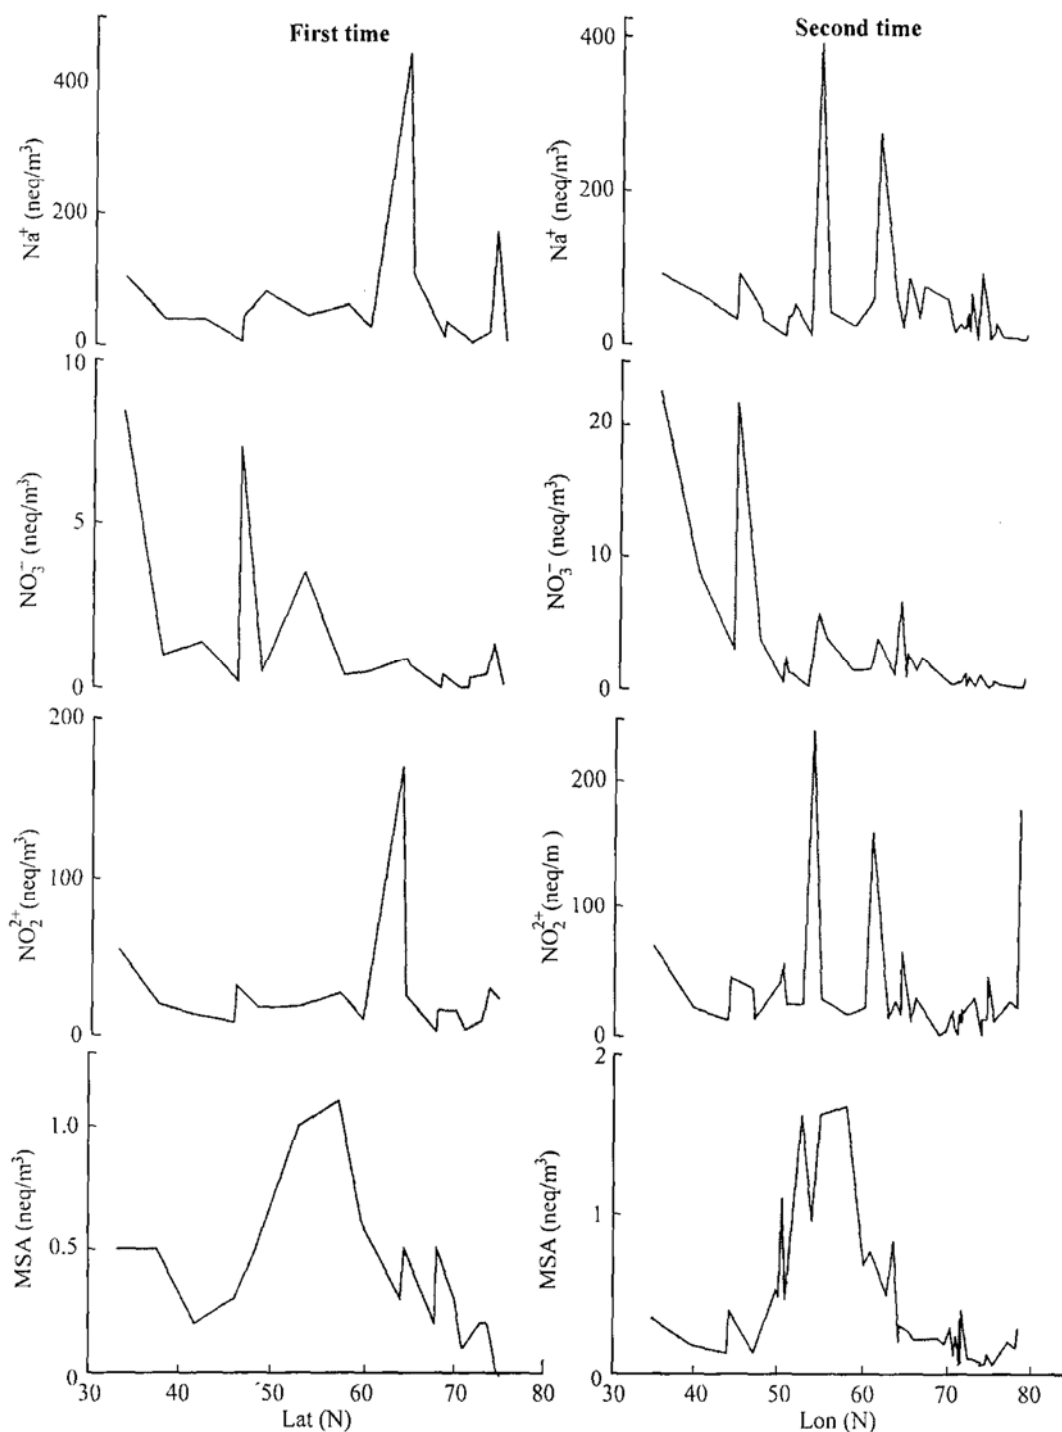 First time
Second time
Na⁺ (neq/m³)
400
200
0
Na⁺ (neq/m³)
400
200
0
NO₃⁻ (neq/m³)
10
5
0
NO₃⁻ (neq/m³)
20
10
0
NO₂²⁺ (neq/m³)
200
100
0
NO₂²⁺ (neq/m )
200
100
0
MSA (neq/m³)
1.0
0.5
0
MSA (neq/m³)
2
1
0
30 40 50 60 70 80
Lat (N)
30 40 50 60 70 80
Lon (N)